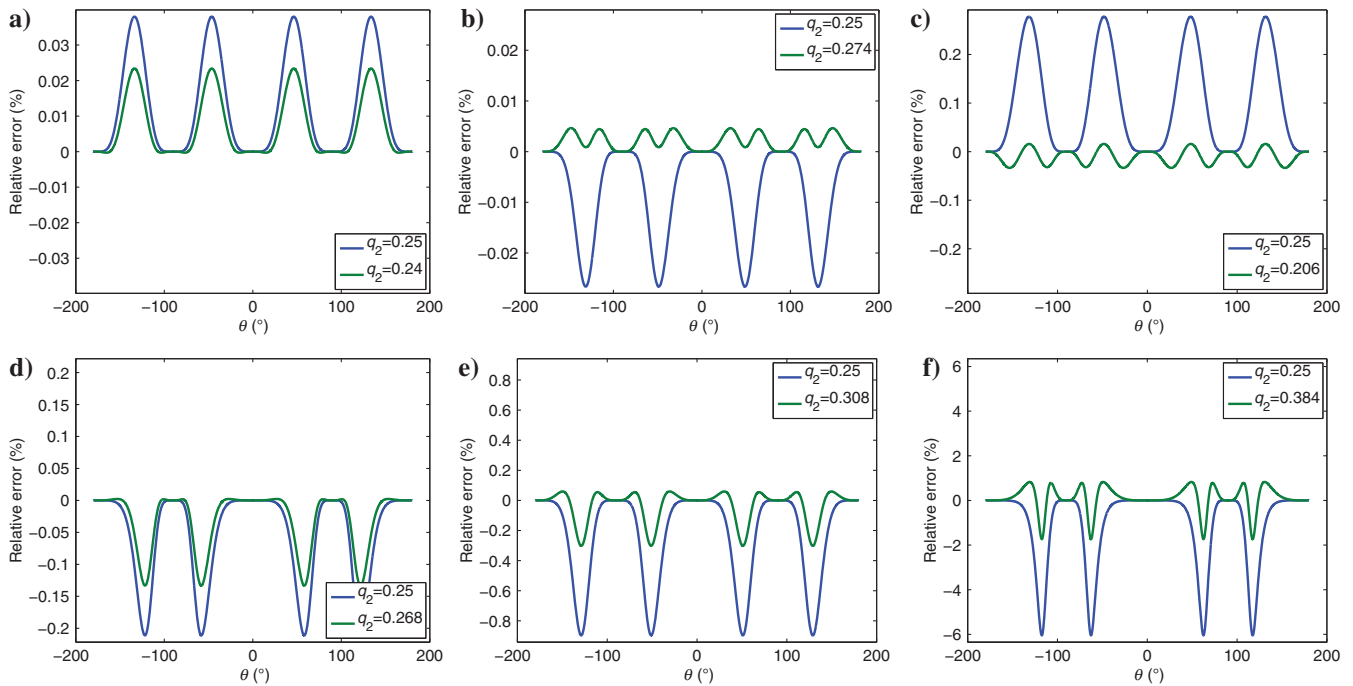 a)
Relative error (%)
0.03
0.02
0.01
0
−0.01
−0.02
−0.03
q2=0.25
q2=0.24
−200
−100
0
100
200
θ (°)
b)
Relative error (%)
0.02
0.01
0
−0.01
−0.02
q2=0.25
q2=0.274
−200
−100
0
100
200
θ (°)
c)
Relative error (%)
0.2
0.1
0
−0.1
−0.2
q2=0.25
q2=0.206
−200
−100
0
100
200
θ (°)
d)
Relative error (%)
0.2
0.15
0.1
0.05
0
−0.05
−0.1
−0.15
−0.2
q2=0.25
q2=0.268
−200
−100
0
100
200
θ (°)
e)
Relative error (%)
0.8
0.6
0.4
0.2
0
−0.2
−0.4
−0.6
−0.8
q2=0.25
q2=0.308
−200
−100
0
100
200
θ (°)
f)
Relative error (%)
6
4
2
0
−2
−4
−6
q2=0.25
q2=0.384
−200
−100
0
100
200
θ (°)